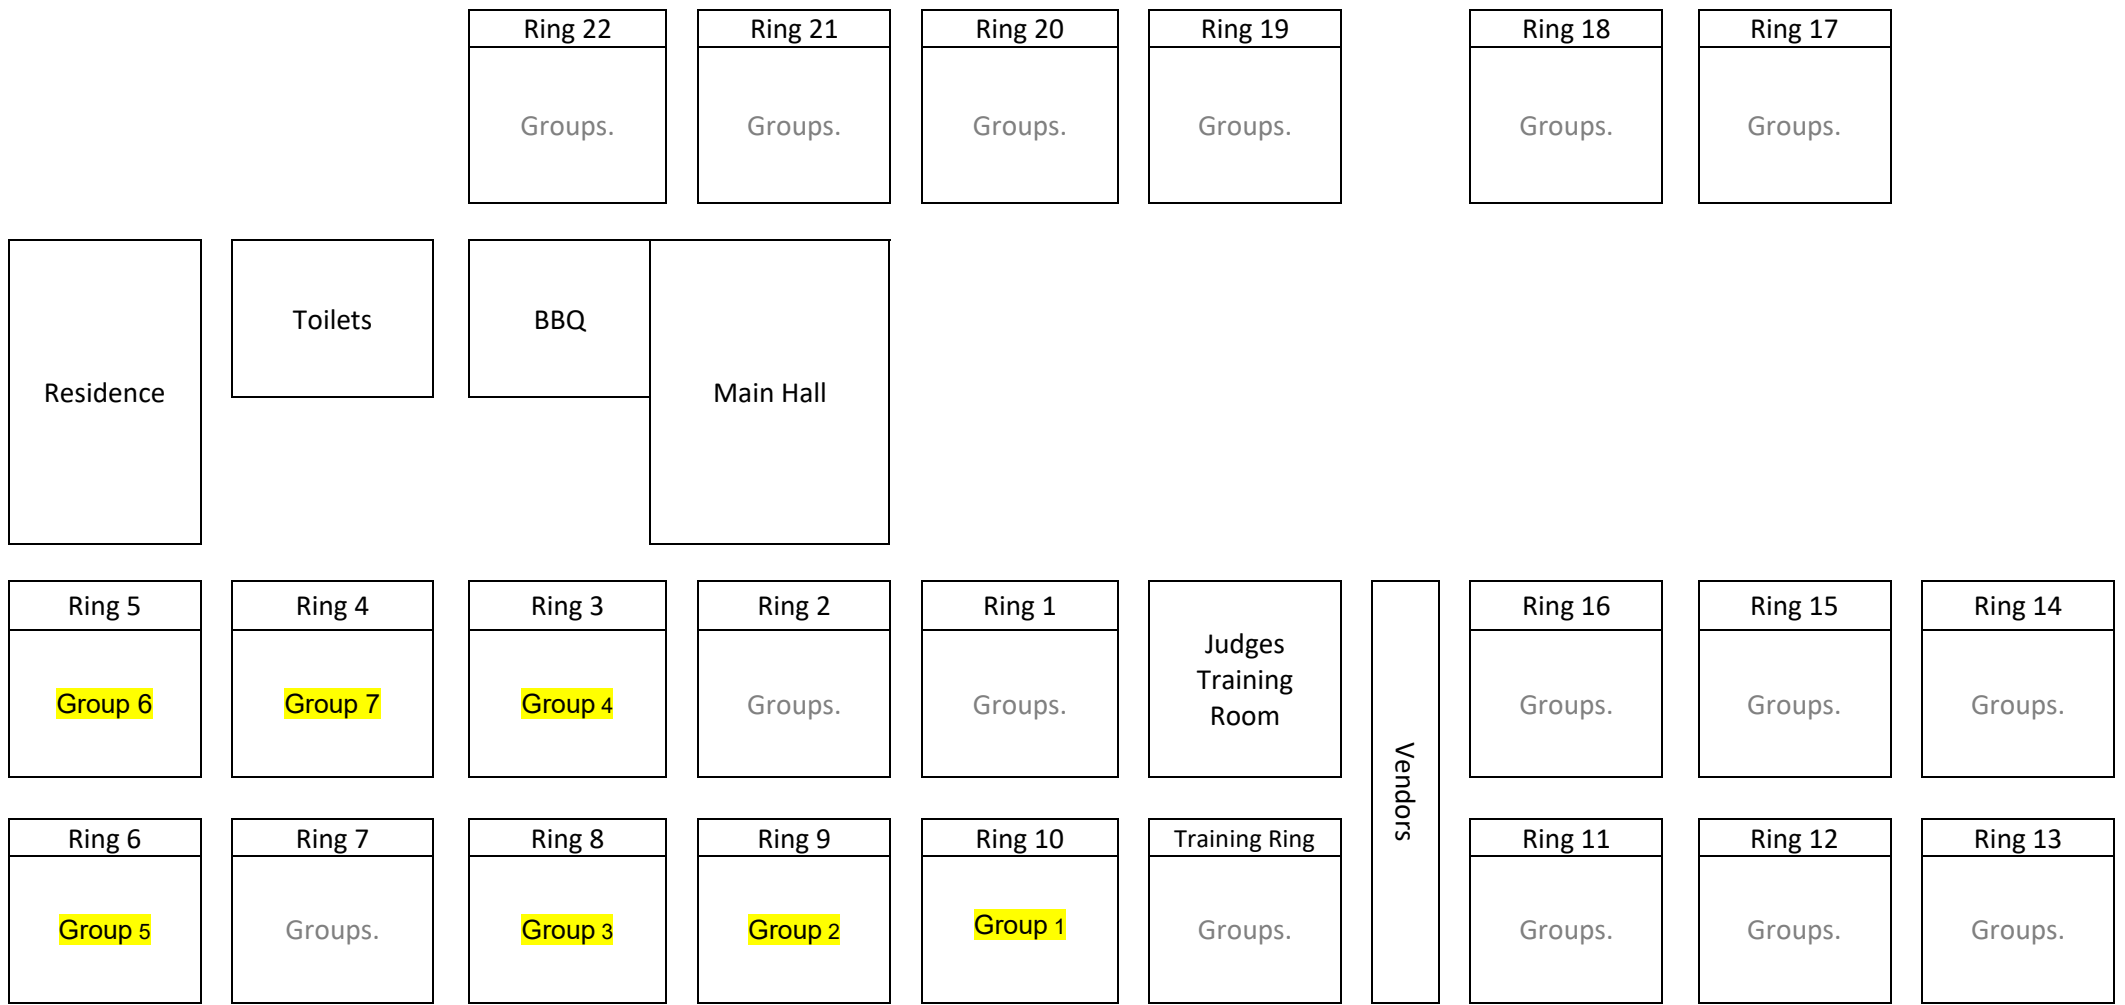 Ring 22
Ring 21
Ring 20
Ring 19
Ring 18
Ring 17
Groups.
Groups.
Groups.
Groups.
Groups.
Groups.
Residence
Toilets
BBQ
Main Hall
Ring 5
Ring 4
Ring 3
Ring 2
Ring 1
Judges
Training
Room
Vendors
Ring 16
Ring 15
Ring 14
Group 6
Group 7
Group 4
Groups.
Groups.
Groups.
Groups.
Groups.
Ring 6
Ring 7
Ring 8
Ring 9
Ring 10
Training Ring
Ring 11
Ring 12
Ring 13
Group 5
Groups.
Group 3
Group 2
Group 1
Groups.
Groups.
Groups.
Groups.